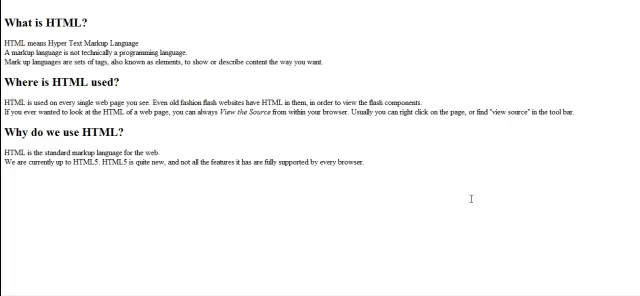 What is HTML?
HTML means Hyper Text Markup Language
A markup language is not technically a programming language.
Mark up languages are sets of tags, also known as elements, to show or describe content the way you want.
Where is HTML used?
HTML is used on every single web page you see. Even old fashion flash websites have HTML in them, in order to view the flash components.
If you ever wanted to look at the HTML of a web page, you can always View the Source from within your browser. Usually you can right click on the page, or find "view source" in the tool bar.
Why do we use HTML?
HTML is the standard markup language for the web.
We are currently up to HTML5. HTML5 is quite new, and not all the features it has are fully supported by every browser.